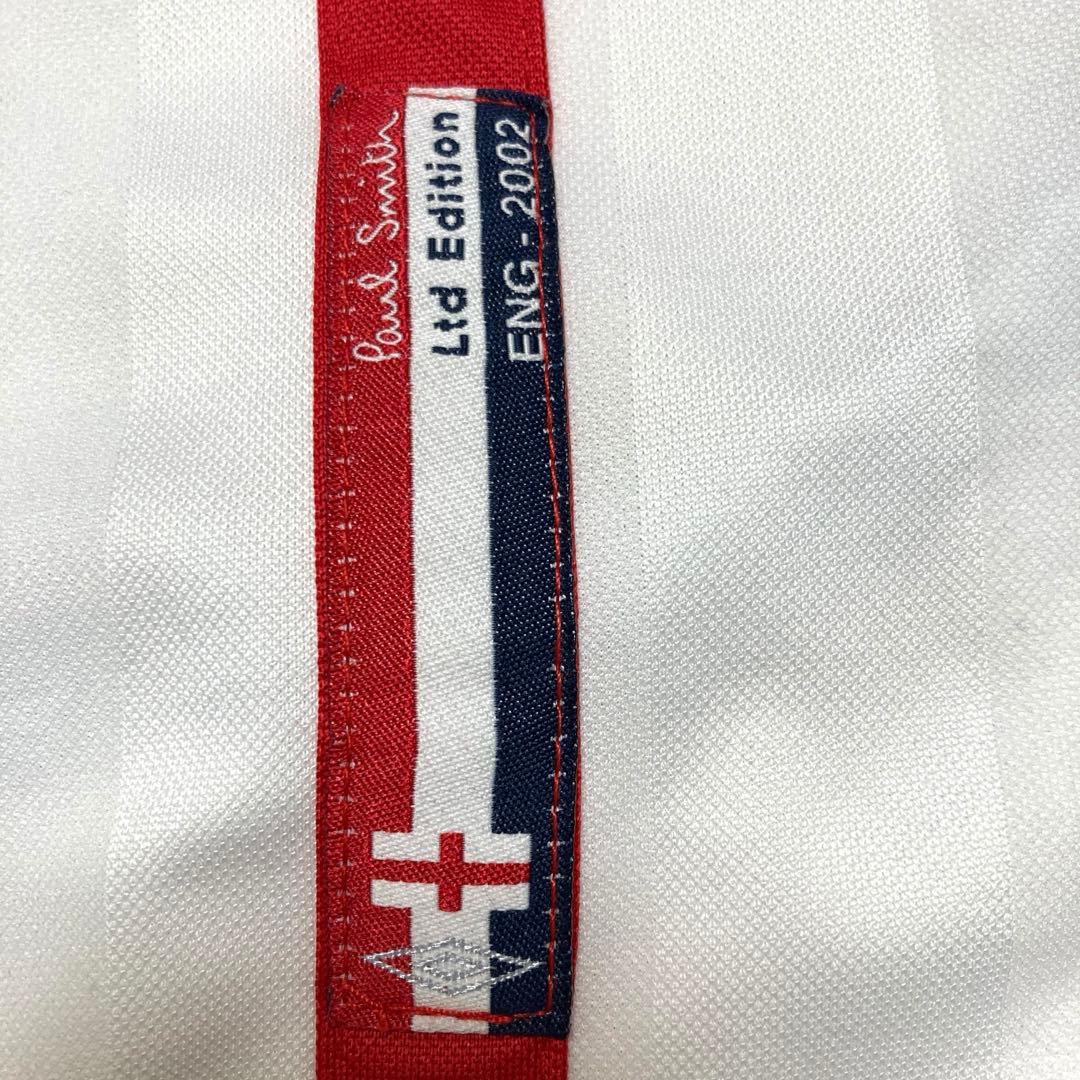 Paul Smith
Ltd Edition
ENG - 2002